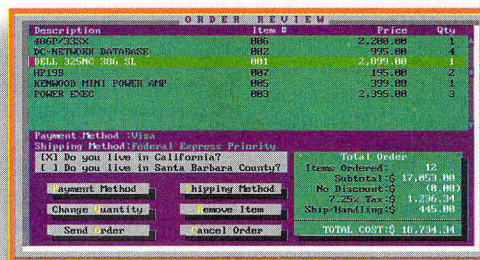 ORDER REVIEW
Description Item # Price Qty
486P/33SX 006 2,200.00 1
DC-NETWORK DATABASE 002 995.00 4
DELL 325NC 386 SL 001 2,899.00 1
HP19B 007 195.00 2
KENWOOD MINI POWER AMP 005 399.00 1
POWER EXEC 003 2,395.00 3
Payment Method :Visa
Shipping Method:Federal Express Priority
[X] Do you live in California?
[ ] Do you live in Santa Barbara County?
Payment Method Shipping Method
Change Quantity Remove Item
Send Order Cancel Order
Total Order
Items Ordered: 12
Subtotal:$ 17,053.00
No Discount:$ (0.00)
7.25% Tax:$ 1,236.34
Ship/Handling:$ 445.00
TOTAL COST:$ 18,734.34